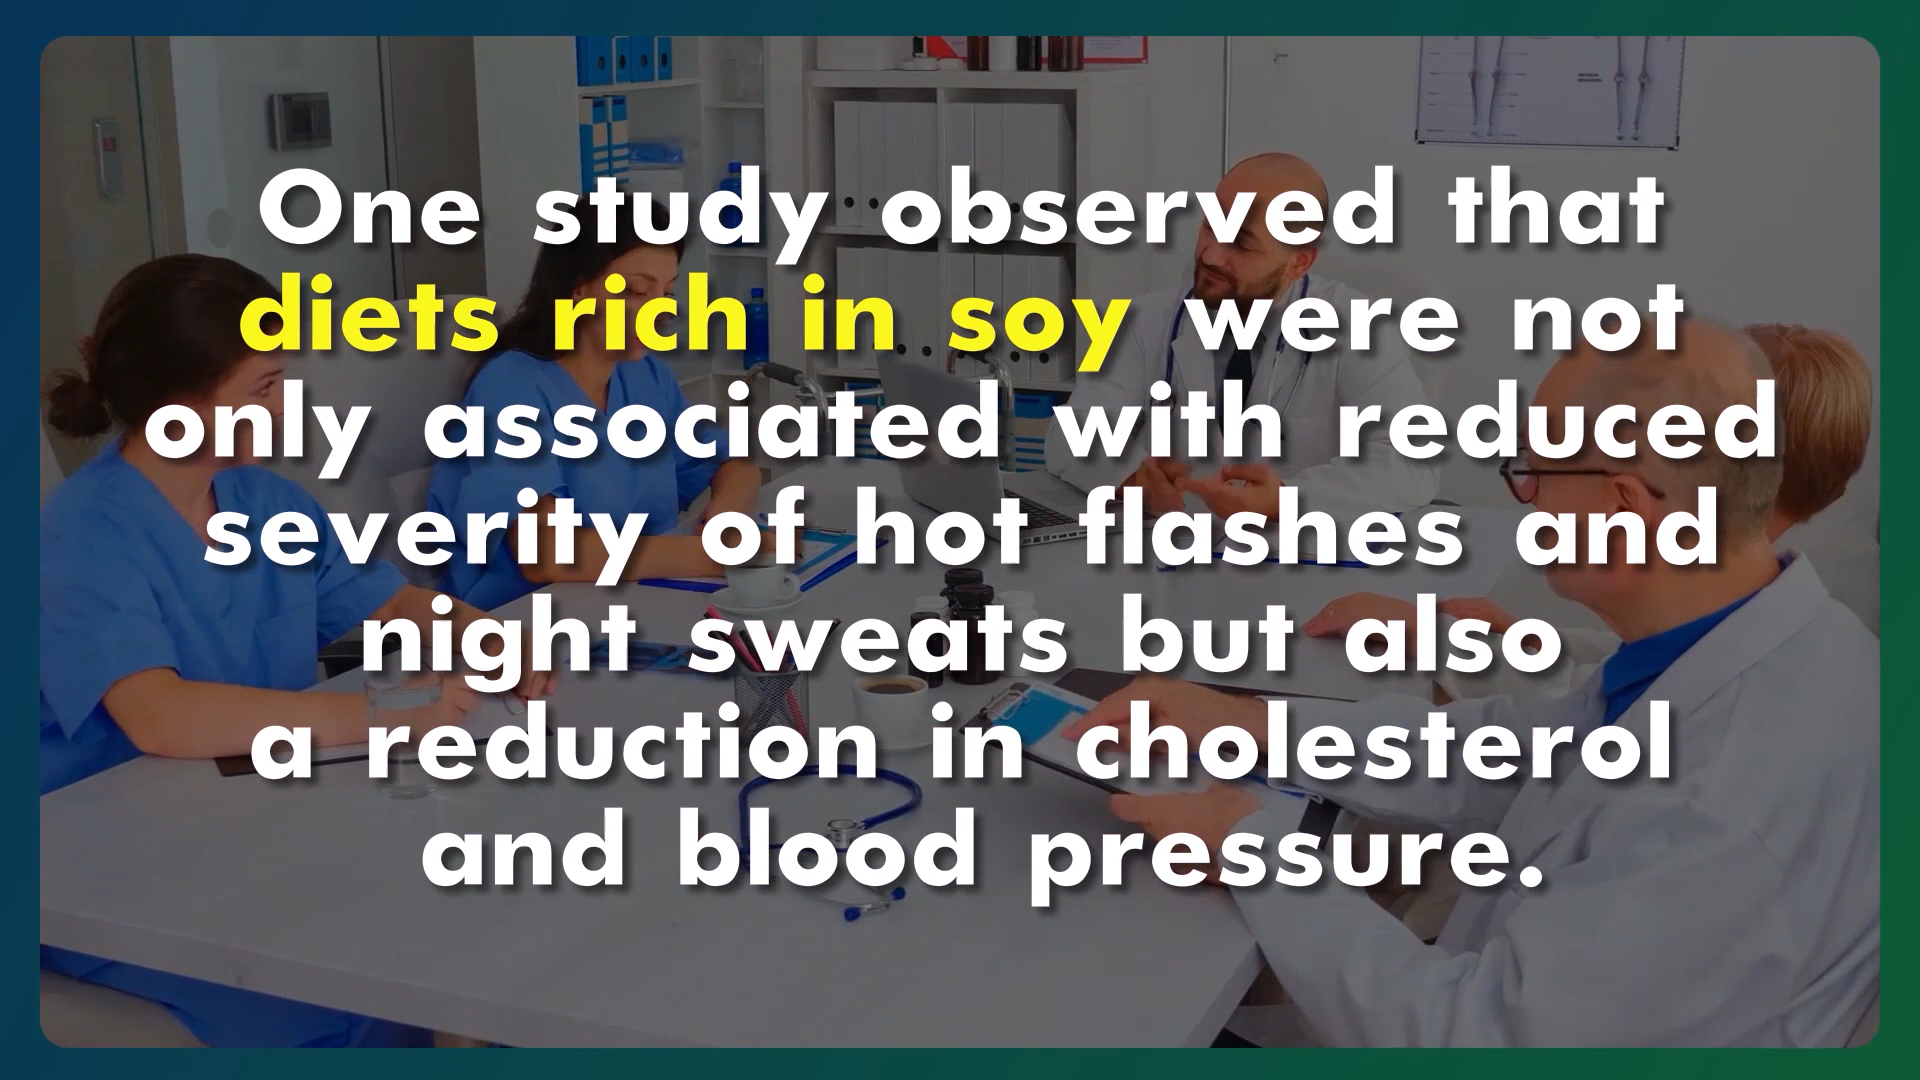 One study observed that
diets rich in soy were not
only associated with reduced
severity of hot flashes and
night sweats but also
a reduction in cholesterol
and blood pressure.